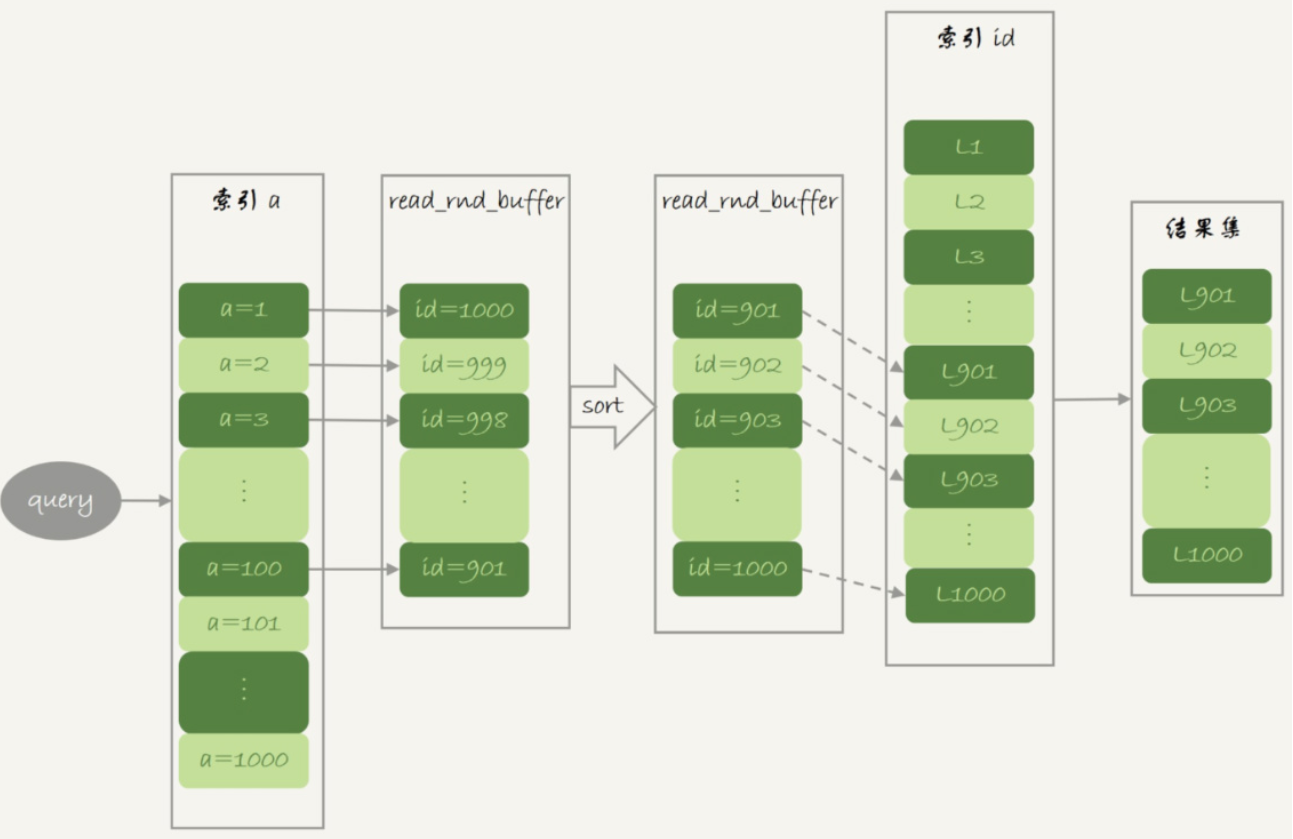 query
索引 a
a=1
a=2
a=3
⋮
a=100
a=101
⋮
a=1000
read_rnd_buffer
id=1000
id=999
id=998
⋮
id=901
sort
read_rnd_buffer
id=901
id=902
id=903
⋮
id=1000
索引 id
L1
L2
L3
⋮
L901
L902
L903
⋮
L1000
结果集
L901
L902
L903
⋮
L1000